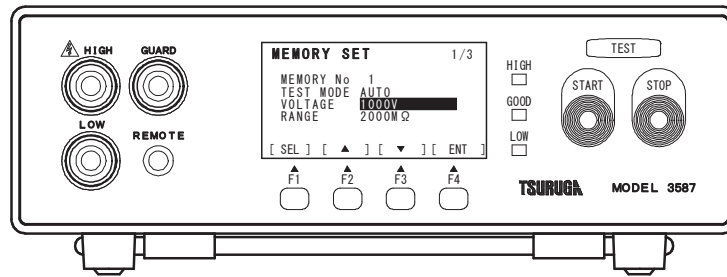 HIGH
GUARD
LOW
REMOTE
MEMORY SET 1/3
MEMORY No 1
TEST MODE AUTO
VOLTAGE 1000V
RANGE 2000MΩ
[ SEL ] [ ▲ ] [ ▼ ] [ ENT ]
F1 F2 F3 F4
HIGH
GOOD
LOW
TEST
START
STOP
TSURUGA MODEL 3587